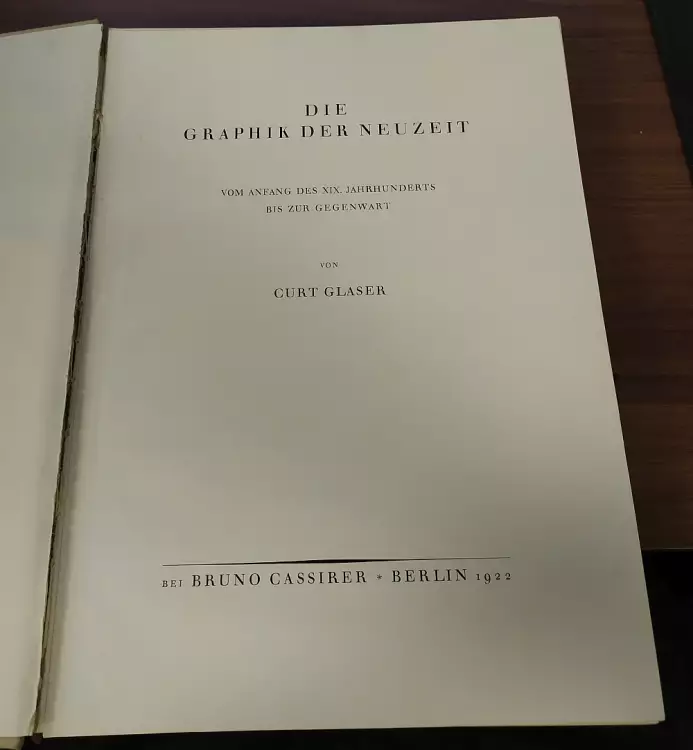 DIE
GRAPHIK DER NEUZEIT
VOM ANFANG DES XIX. JAHRHUNDERTS
BIS ZUR GEGENWART
VON
CURT GLASER
BEI BRUNO CASSIRER * BERLIN 1922